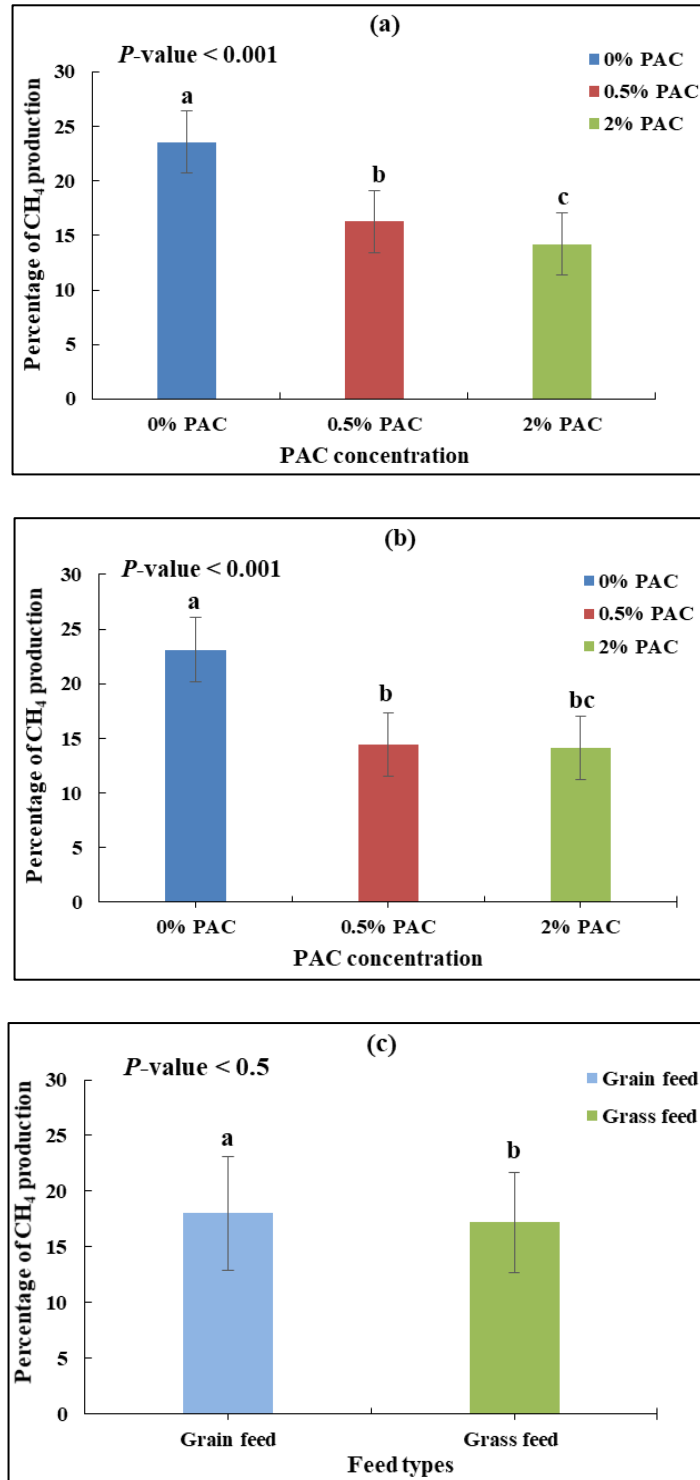 (a)
P-value < 0.001
0% PAC
0.5% PAC
2% PAC
Percentage of CH₄ production
30
25
20
15
10
5
0
a
b
c
0% PAC 0.5% PAC 2% PAC
PAC concentration
(b)
P-value < 0.001
0% PAC
0.5% PAC
2% PAC
Percentage of CH₄ production
30
25
20
15
10
5
0
a
b
bc
0% PAC 0.5% PAC 2% PAC
PAC concentration
(c)
P-value < 0.5
Grain feed
Grass feed
Percentage of CH₄ production
30
25
20
15
10
5
0
a
b
Grain feed Grass feed
Feed types